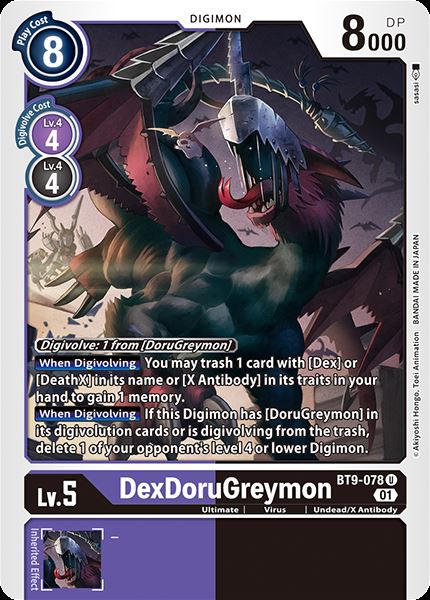 Play Cost
8
DIGIMON
DP
8000
Digivolve Cost
Lv.4
4
Lv.4
4
sasasi
© Akiyoshi Hongo, Toei Animation BANDAI MADE IN JAPAN
Digivolve: 1 from [DoruGreymon]
When Digivolving You may trash 1 card with [Dex] or
[DeathX] in its name or [X Antibody] in its traits in your
hand to gain 1 memory.
When Digivolving If this Digimon has [DoruGreymon] in
its digivolution cards or is digivolving from the trash,
delete 1 of your opponent's level 4 or lower Digimon.
Lv.5
DexDoruGreymon
BT9-078 U
01
Ultimate | Virus | Undead/X Antibody
Inherited Effect
–